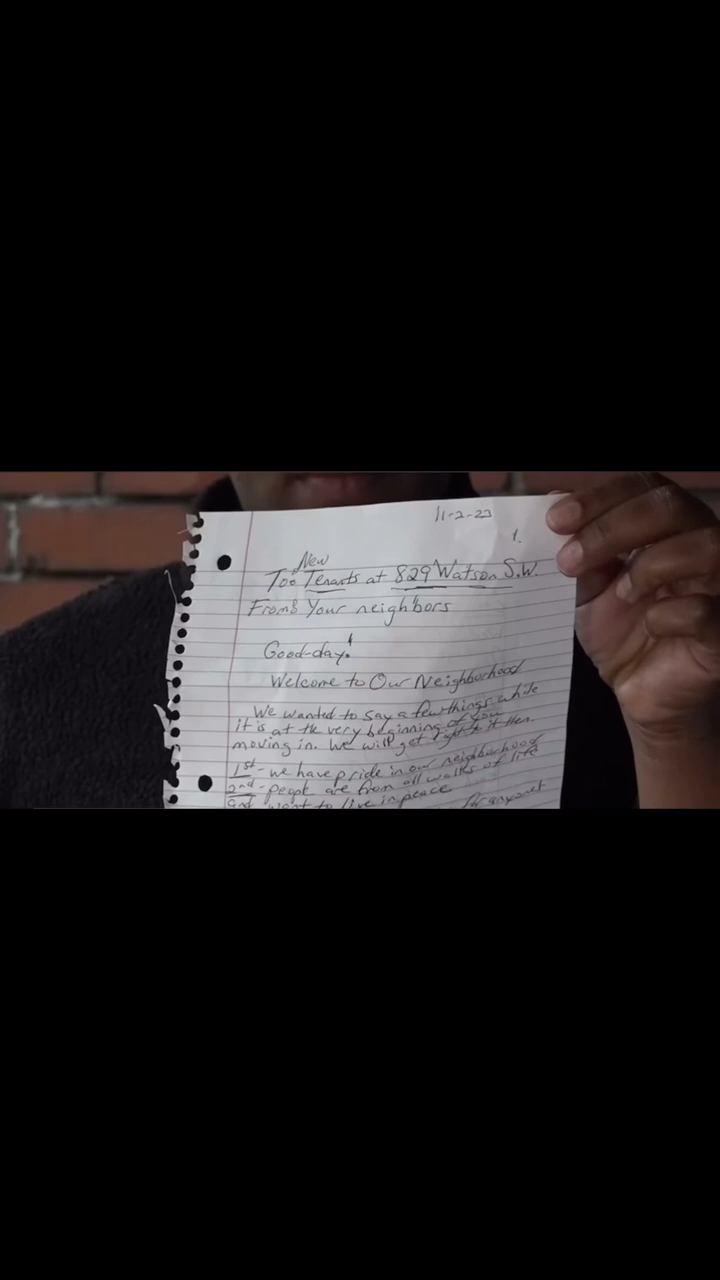 11-2-23
1.
New
Too Tenants at 829 Watson S.W.
From: Your neighbors
Good-day!
Welcome to Our Neighborhood
We wanted to say a few things while
it is at the very beginning of you
moving in. We will get right to it then.
1st - we have pride in our neighborhood
2nd - people are from all walks of life
and want to live in peace